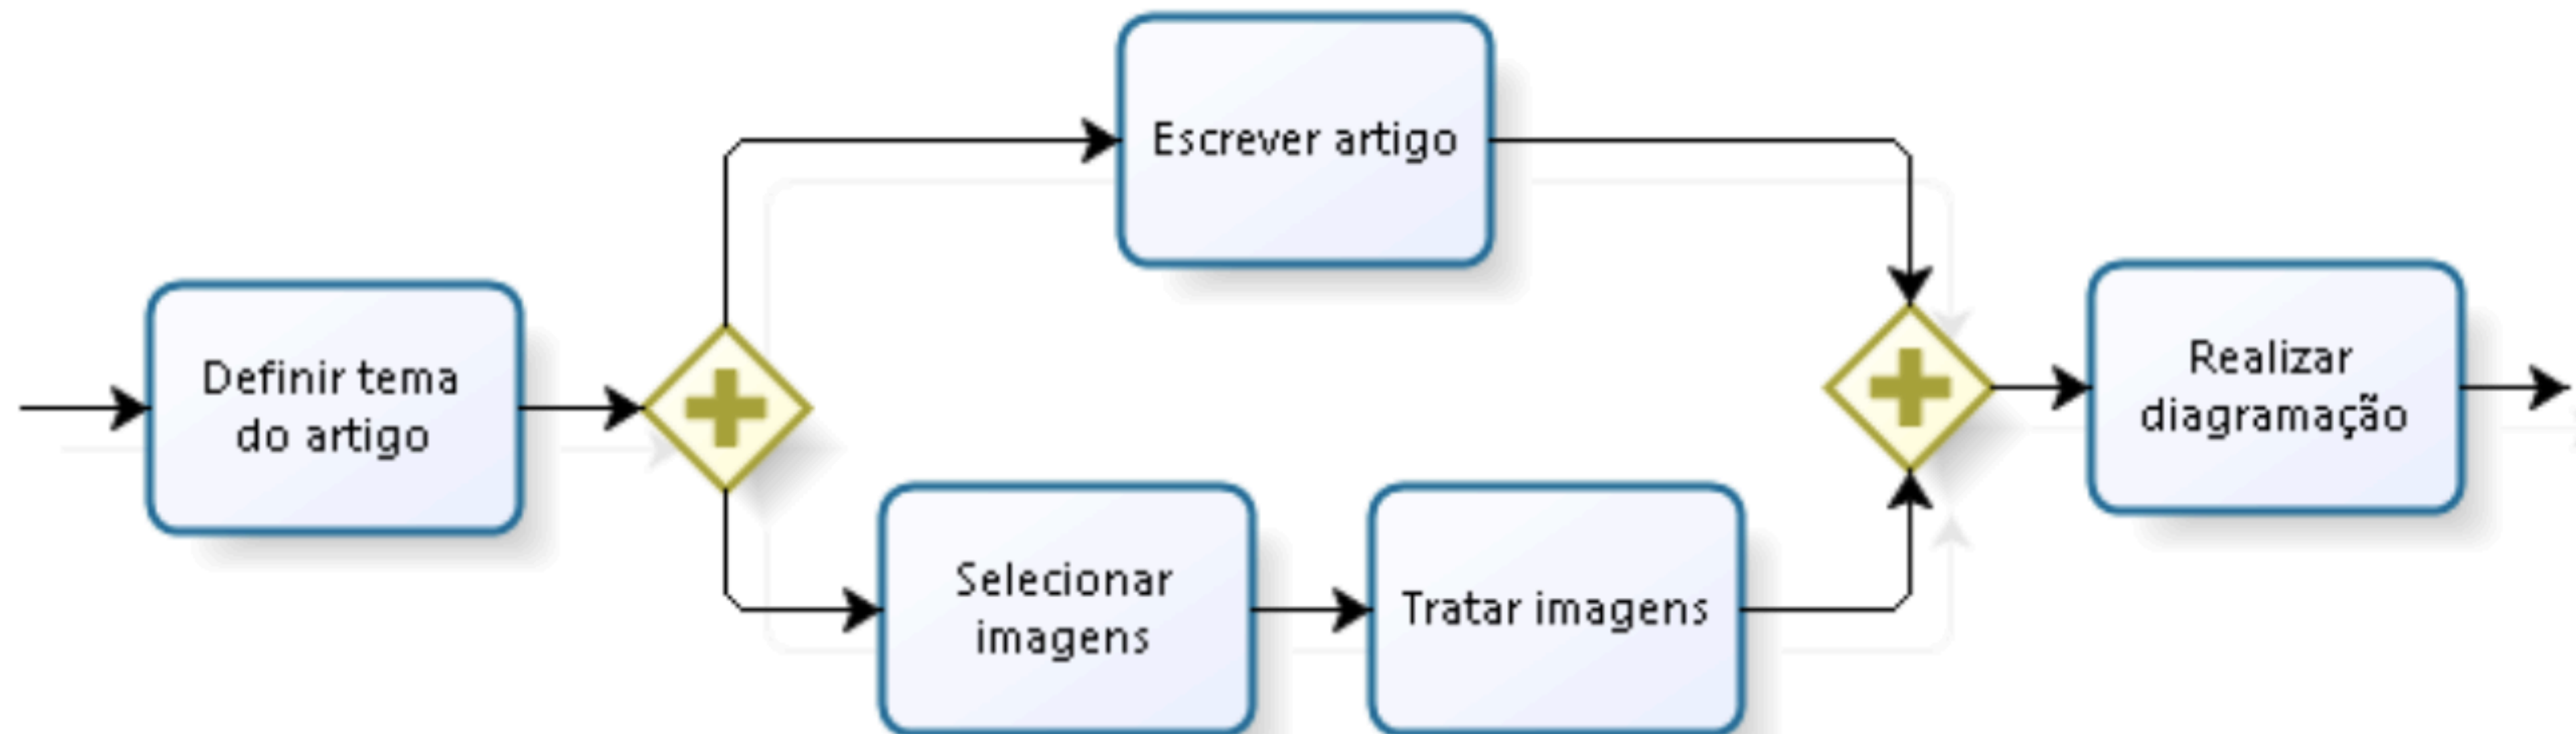 Escrever artigo
Definir tema
do artigo
Realizar
diagramação
Selecionar
imagens
Tratar imagens